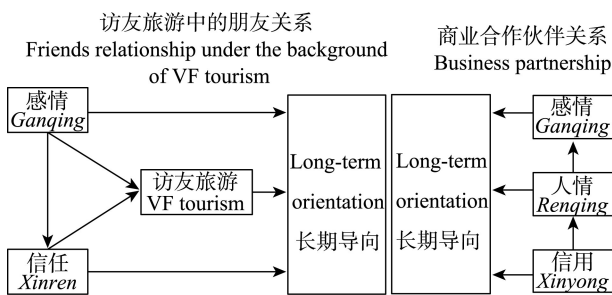 访友旅游中的朋友关系
Friends relationship under the background
of VF tourism
感情
Ganqing
访友旅游
VF tourism
信任
Xinren
Long-term
orientation
长期导向
商业合作伙伴关系
Business partnership
Long-term
orientation
长期导向
感情
Ganqing
人情
Renqing
信用
Xinyong